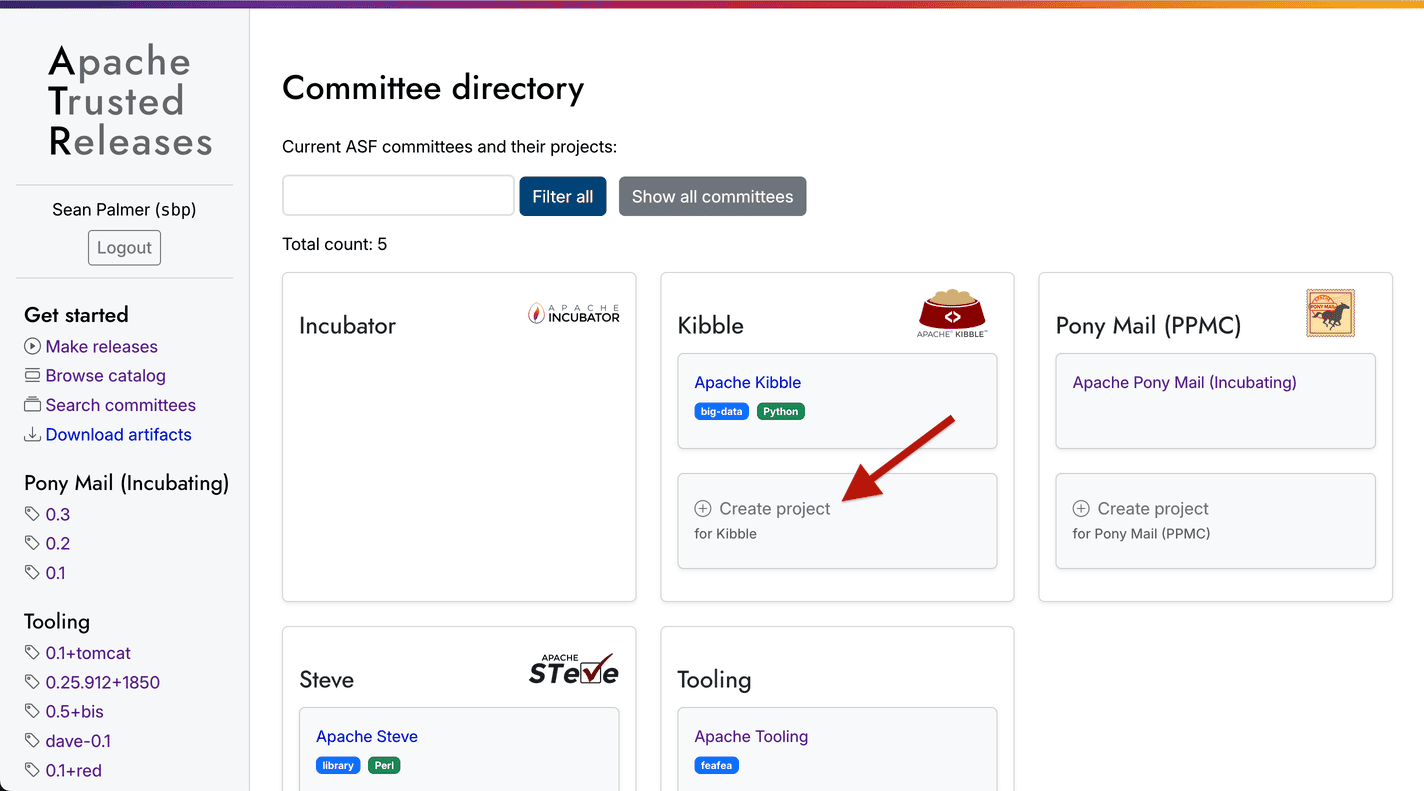 Apache
Trusted
Releases
Sean Palmer (sbp)
Logout
Get started
Make releases
Browse catalog
Search committees
Download artifacts
Pony Mail (Incubating)
0.3
0.2
0.1
Tooling
0.1+tomcat
0.25.912+1850
0.5+bis
dave-0.1
0.1+red
Committee directory
Current ASF committees and their projects:
Filter all
Show all committees
Total count: 5
Incubator
APACHE
INCUBATOR
Kibble
APACHE™ KIBBLE™
Apache Kibble
big-data
Python
Create project
for Kibble
Pony Mail (PPMC)
APACHE
PONY MAIL
Apache Pony Mail (Incubating)
Create project
for Pony Mail (PPMC)
Steve
APACHE
STeVe
Apache Steve
library
Perl
Tooling
Apache Tooling
feafea